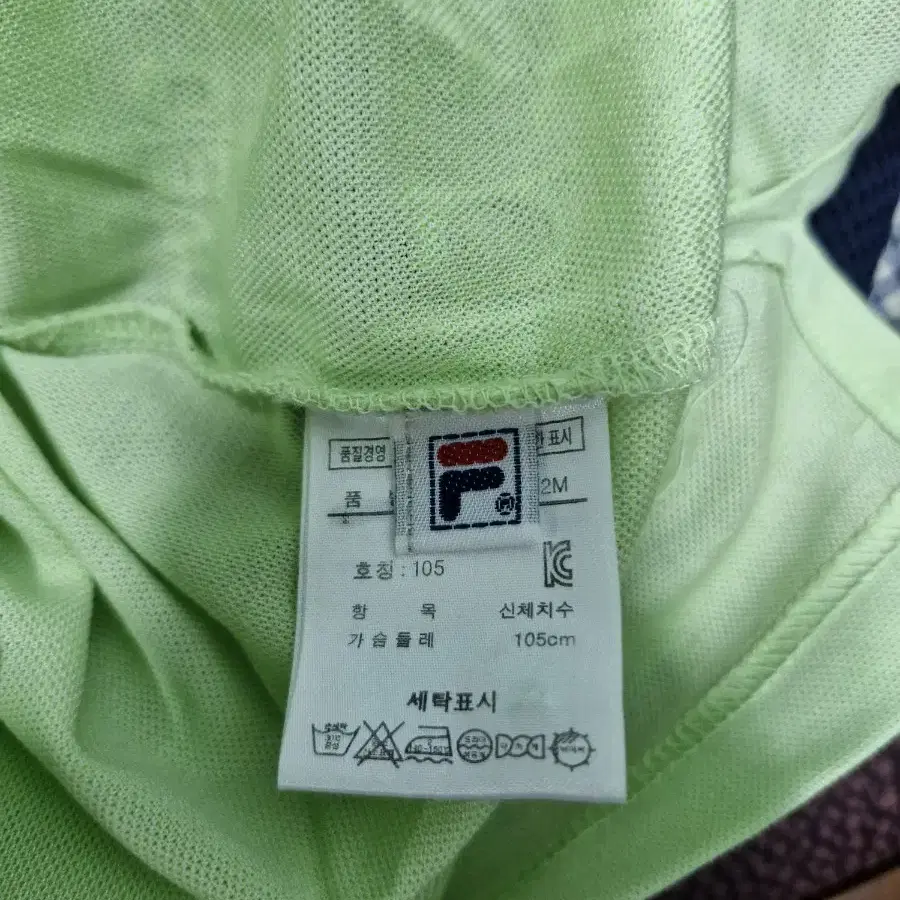 품질경영 표시
품 2M
호칭 : 105
항 목 신체치수
가슴둘레 105cm
세탁표시